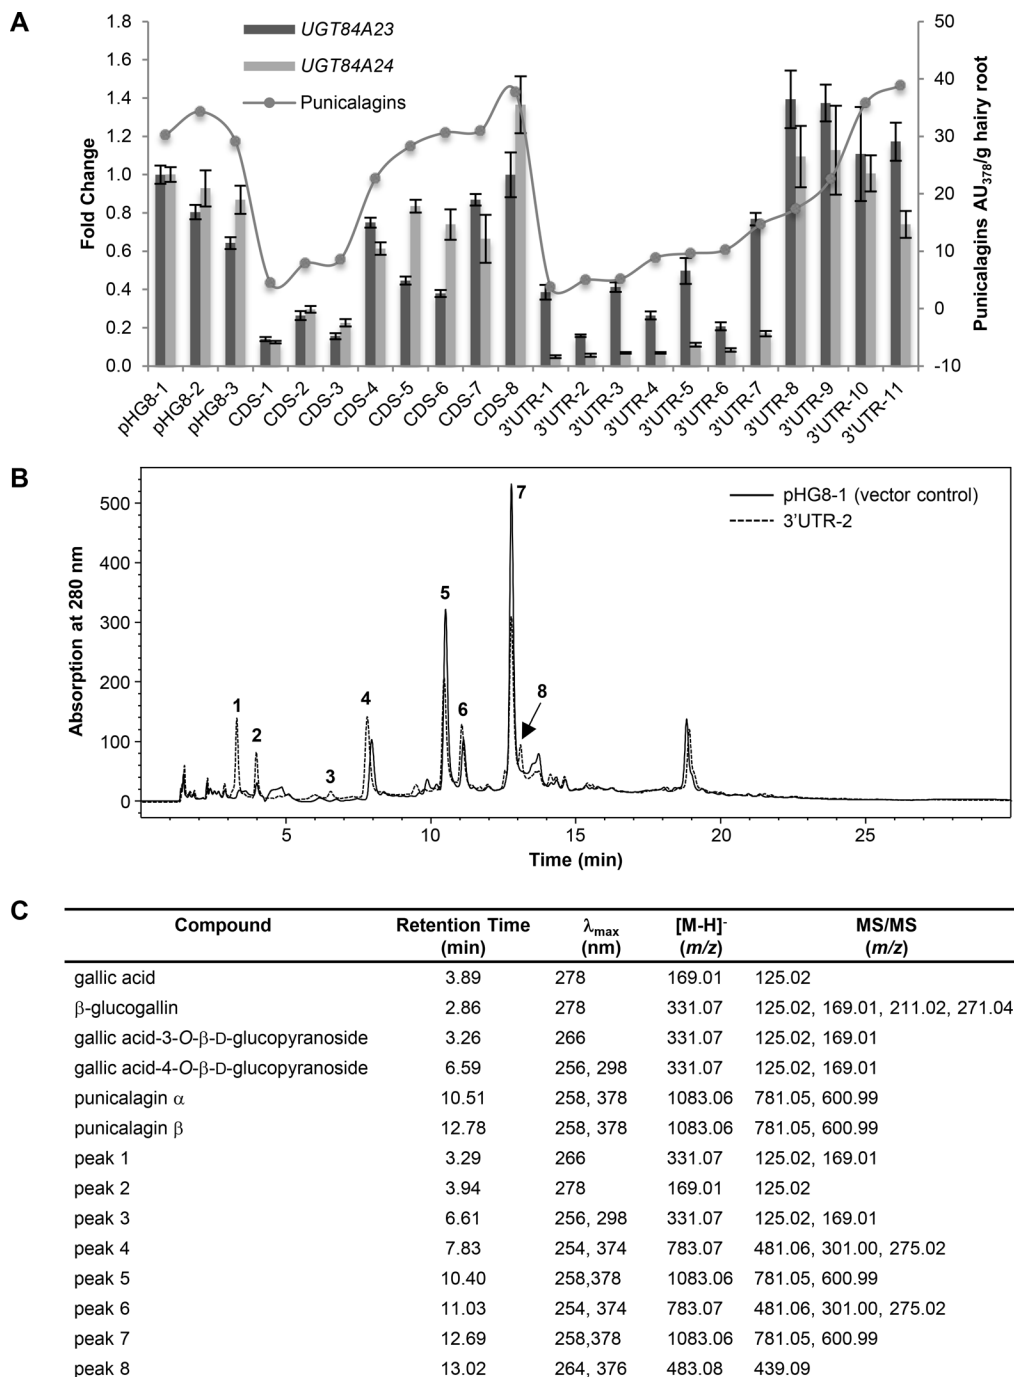 A
UGT84A23
UGT84A24
Punicalagins
Fold Change
1.8
1.6
1.4
1.2
1.0
0.8
0.6
0.4
0.2
0.0
50
40
30
20
10
0
-10
Punicalagins AU378/g hairy root
pHG8-1
pHG8-2
pHG8-3
CDS-1
CDS-2
CDS-3
CDS-4
CDS-5
CDS-6
CDS-7
CDS-8
3'UTR-1
3'UTR-2
3'UTR-3
3'UTR-4
3'UTR-5
3'UTR-6
3'UTR-7
3'UTR-8
3'UTR-9
3'UTR-10
3'UTR-11
B
pHG8-1 (vector control)
3'UTR-2
Absorption at 280 nm
500
400
300
200
100
0
1
2
3
4
5
6
7
8
5
10
15
20
25
Time (min)
C
Compound Retention Time (min) λmax (nm) [M-H]- (m/z) MS/MS (m/z)
gallic acid 3.89 278 169.01 125.02
β-glucogallin 2.86 278 331.07 125.02, 169.01, 211.02, 271.04
gallic acid-3-O-β-D-glucopyranoside 3.26 266 331.07 125.02, 169.01
gallic acid-4-O-β-D-glucopyranoside 6.59 256, 298 331.07 125.02, 169.01
punicalagin α 10.51 258, 378 1083.06 781.05, 600.99
punicalagin β 12.78 258, 378 1083.06 781.05, 600.99
peak 1 3.29 266 331.07 125.02, 169.01
peak 2 3.94 278 169.01 125.02
peak 3 6.61 256, 298 331.07 125.02, 169.01
peak 4 7.83 254, 374 783.07 481.06, 301.00, 275.02
peak 5 10.40 258,378 1083.06 781.05, 600.99
peak 6 11.03 254, 374 783.07 481.06, 301.00, 275.02
peak 7 12.69 258,378 1083.06 781.05, 600.99
peak 8 13.02 264, 376 483.08 439.09